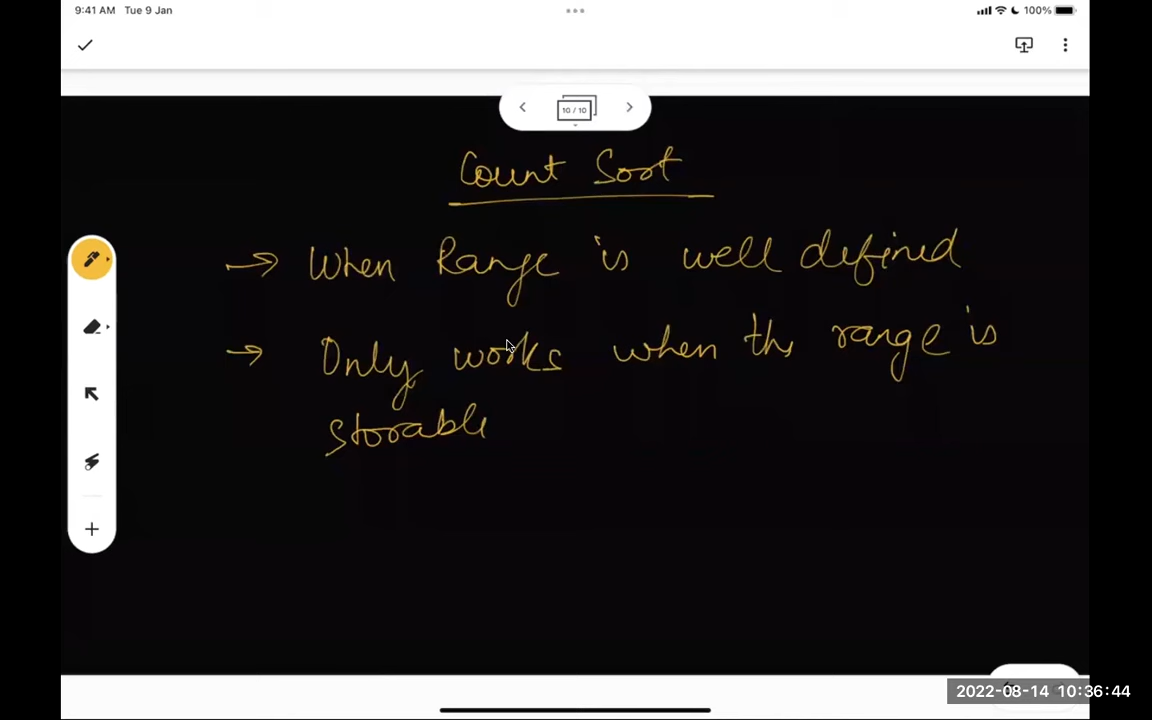 9:41 AM Tue 9 Jan
100%
10 / 10
Count Sort
→ When Range is well defined
→ Only works when the range is
storable
2022-08-14 10:36:44